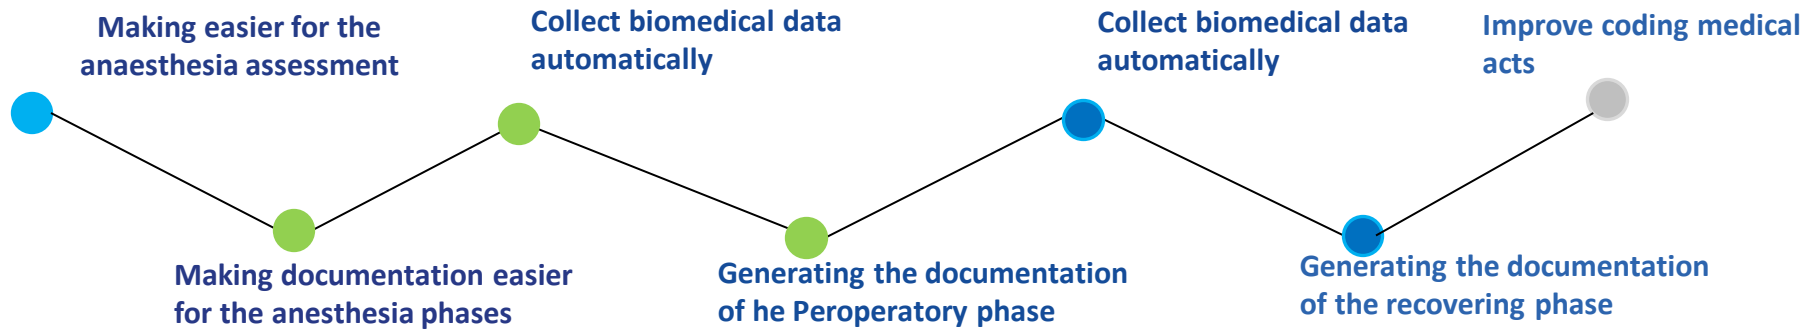 Making easier for the
anaesthesia assessment
Making documentation easier
for the anesthesia phases
Collect biomedical data
automatically
Generating the documentation
of he Peroperatory phase
Collect biomedical data
automatically
Generating the documentation
of the recovering phase
Improve coding medical
acts